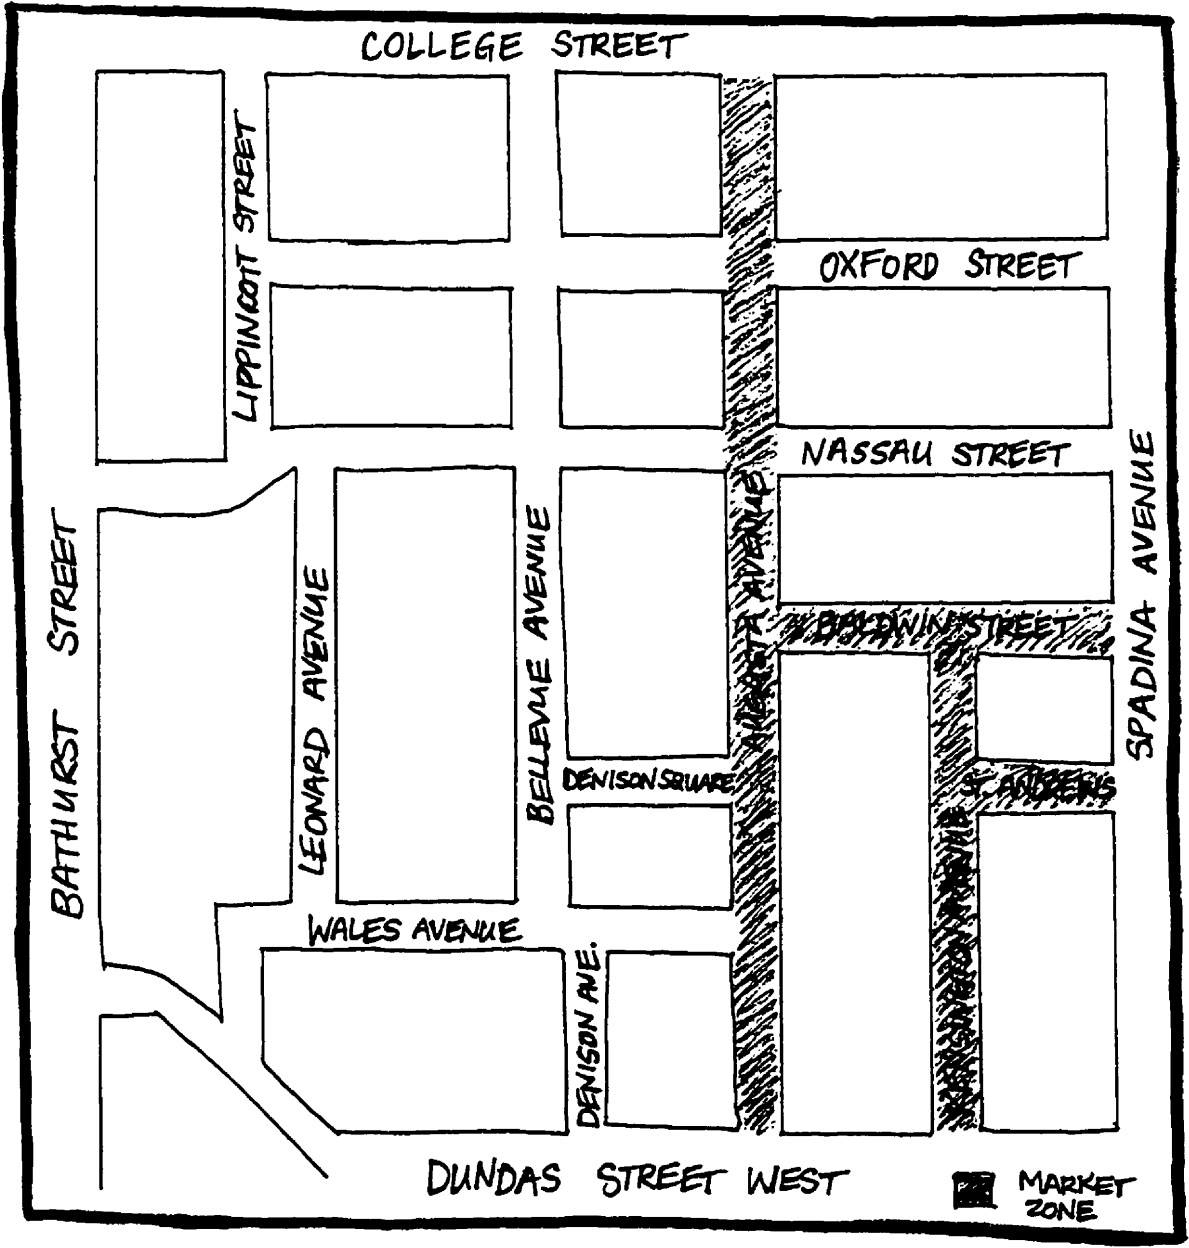 COLLEGE STREET
LIPPINCOTT STREET
OXFORD STREET
NASSAU STREET
BATHURST STREET
LEONARD AVENUE
BELLEVUE AVENUE
AUGUSTA AVENUE
SPADINA AVENUE
BALDWIN STREET
DENISON SQUARE
ST. ANDREWS
KENSINGTON AVENUE
WALES AVENUE
DENISON AVE.
DUNDAS STREET WEST
MARKET
ZONE